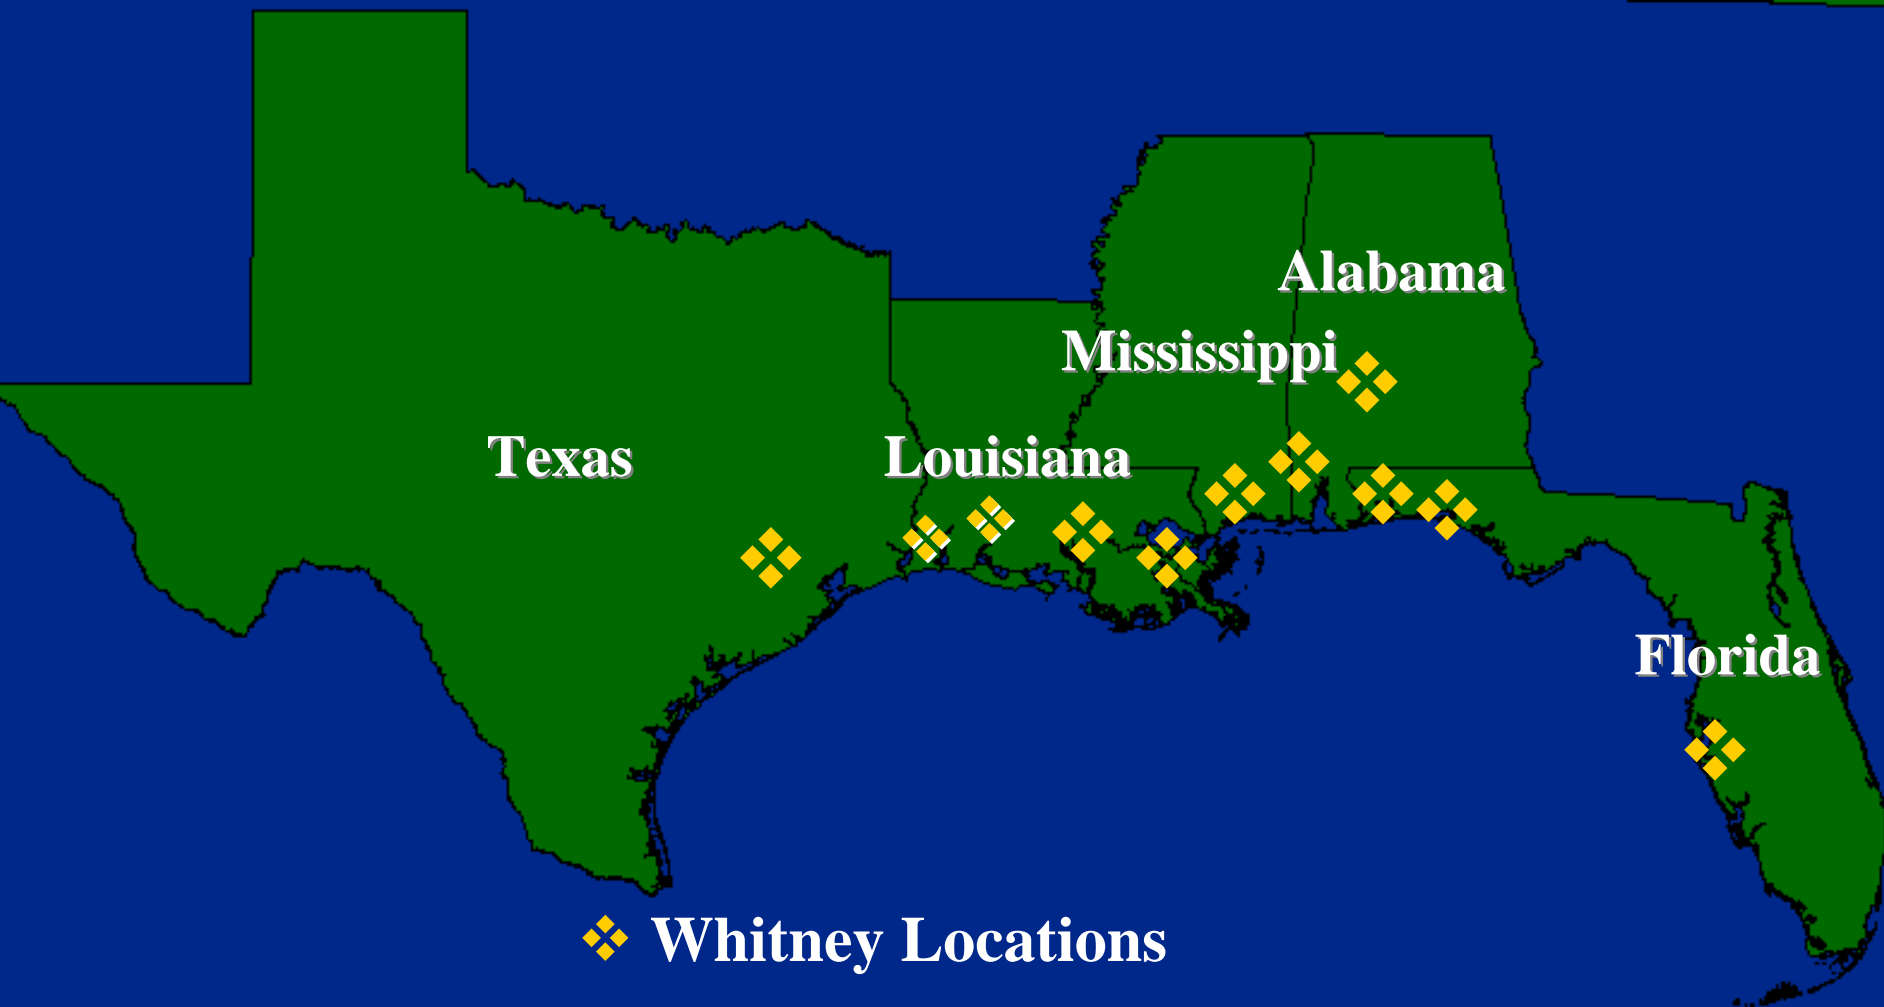 Alabama
Mississippi
Texas
Louisiana
Florida
Whitney Locations